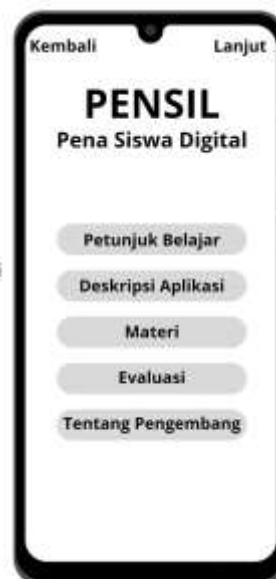 Kembali Lanjut
PENSIL
Pena Siswa Digital
Petunjuk Belajar
Deskripsi Aplikasi
Materi
Evaluasi
Tentang Pengembang